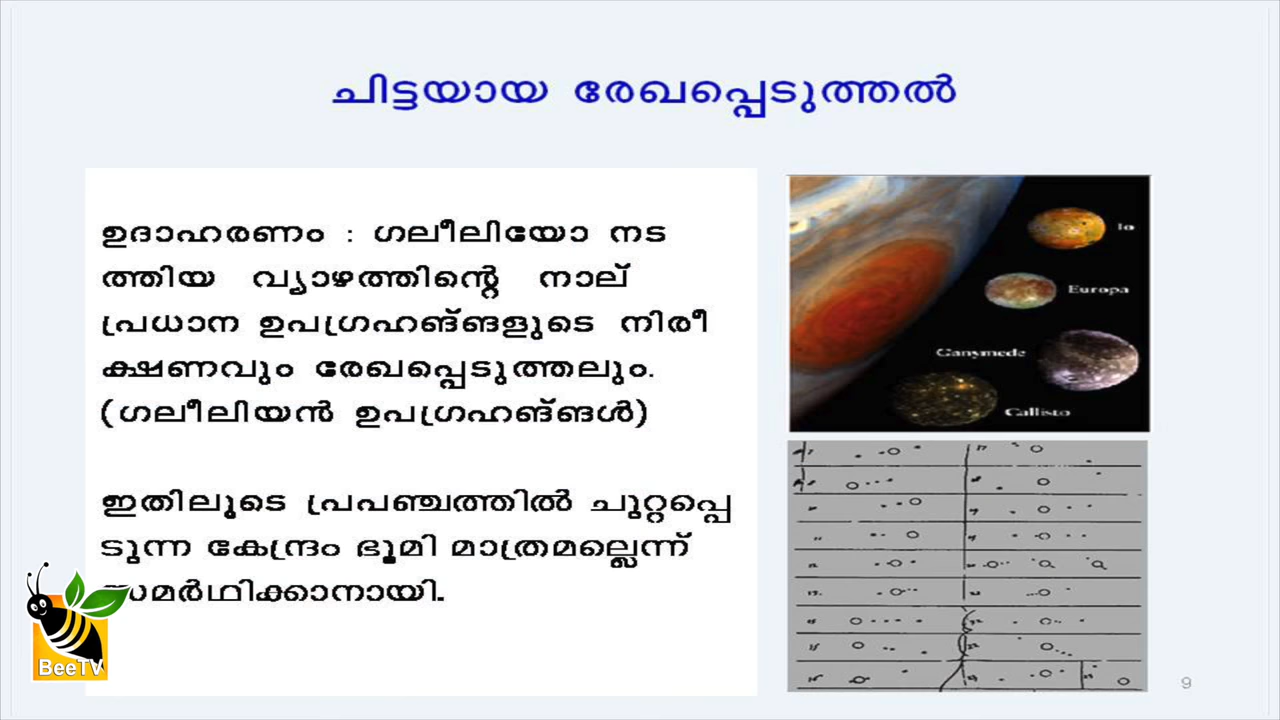 ചിട്ടയായ രേഖപ്പെടുത്തൽ
ഉദാഹരണം : ഗലീലിയോ നട
ത്തിയ വ്യാഴത്തിന്റെ നാല്
പ്രധാന ഉപഗ്രഹങ്ങളുടെ നിരീ
ക്ഷണവും രേഖപ്പെടുത്തലും.
(ഗലീലിയൻ ഉപഗ്രഹങ്ങൾ)
ഇതിലൂടെ പ്രപഞ്ചത്തിൽ ചുറ്റപ്പെ
ടുന്ന കേന്ദ്രം ഭൂമി മാത്രമല്ലെന്ന്
സമർഥിക്കാനായി.
Io
Europa
Ganymede
Callisto
BeeTV
9